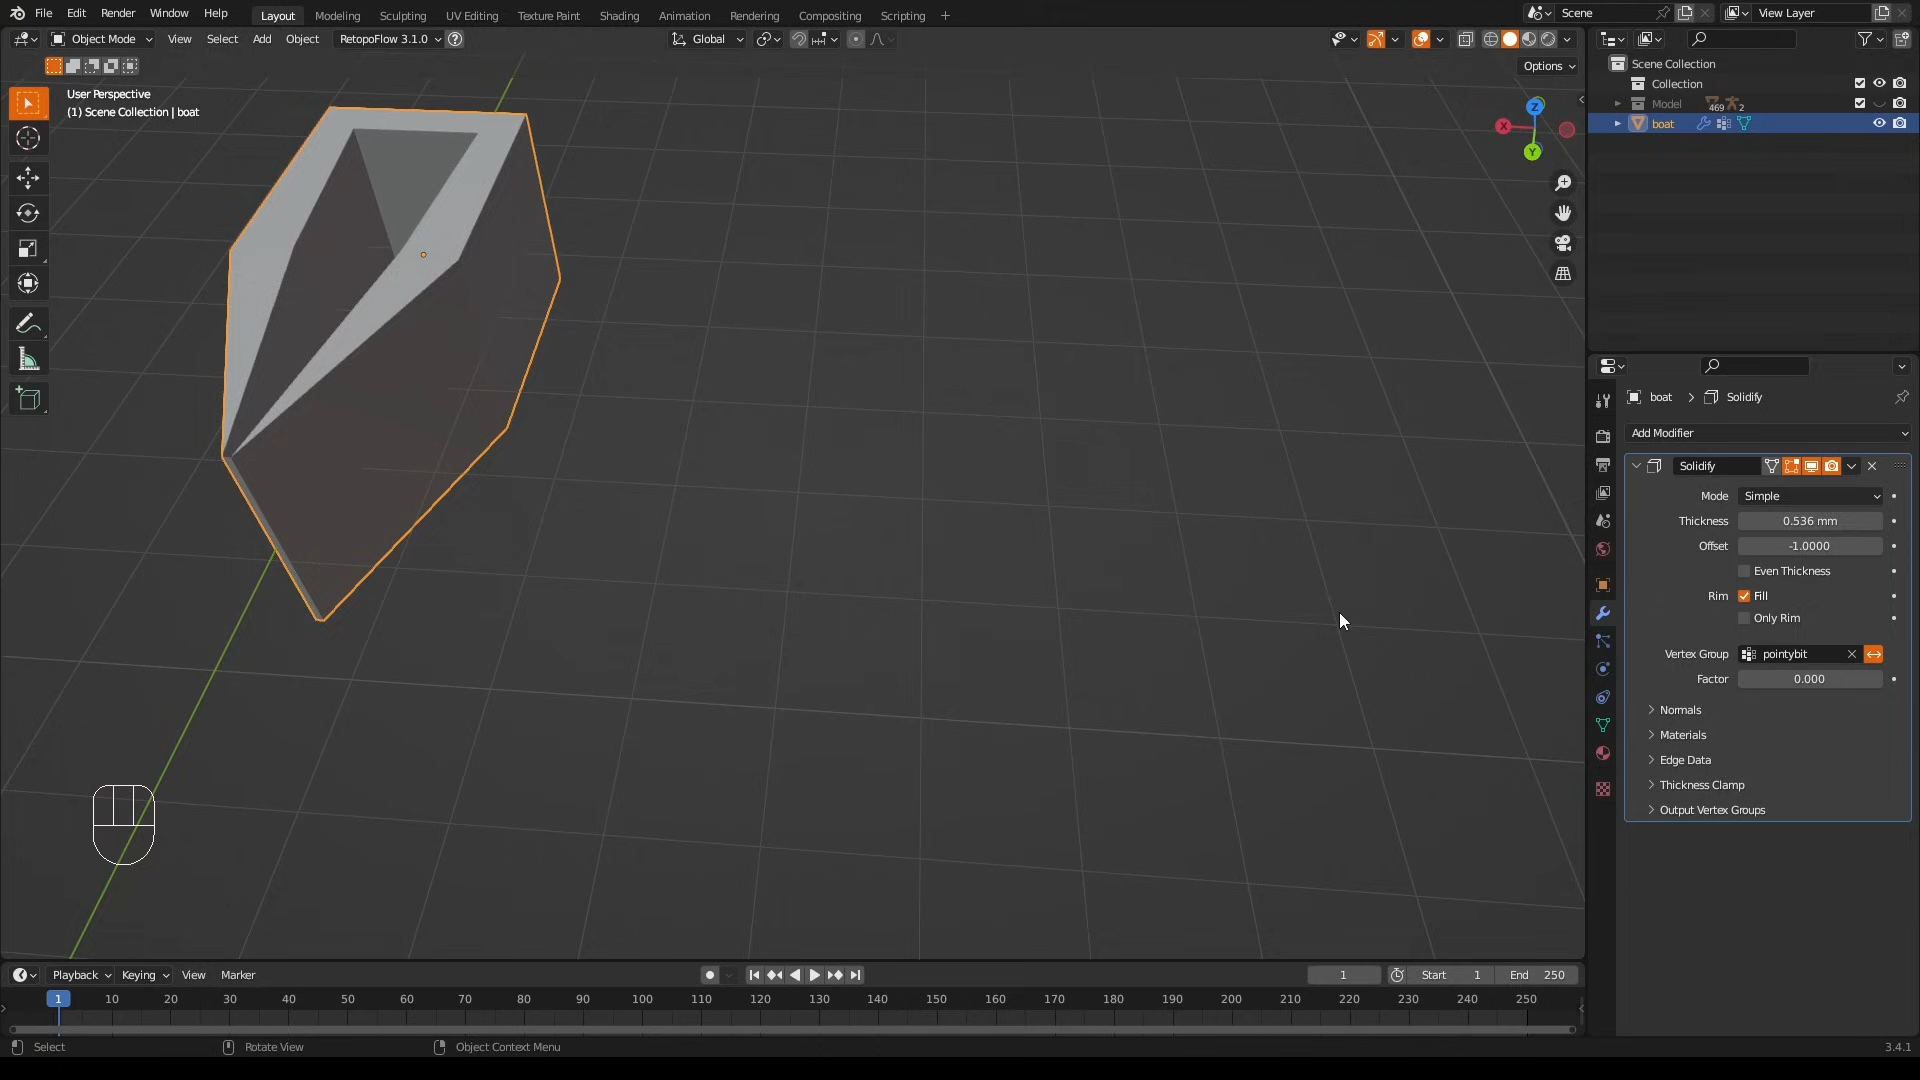 File Edit Render Window Help Layout Modeling Sculpting UV Editing Texture Paint Shading Animation Rendering Compositing Scripting + Scene View Layer
Object Mode View Select Add Object RetopoFlow 3.1.0 ? Global
Options
User Perspective
(1) Scene Collection | boat
Z
X
Y
Scene Collection
Collection
Model 469 2
boat
boat > Solidify
Add Modifier
Solidify
Mode Simple
Thickness 0.536 mm
Offset -1.0000
Even Thickness
Rim Fill
Only Rim
Vertex Group pointybit
Factor 0.000
Normals
Materials
Edge Data
Thickness Clamp
Output Vertex Groups
Playback Keying View Marker 1 Start 1 End 250
1 10 20 30 40 50 60 70 80 90 100 110 120 130 140 150 160 170 180 190 200 210 220 230 240 250
Select Rotate View Object Context Menu 3.4.1